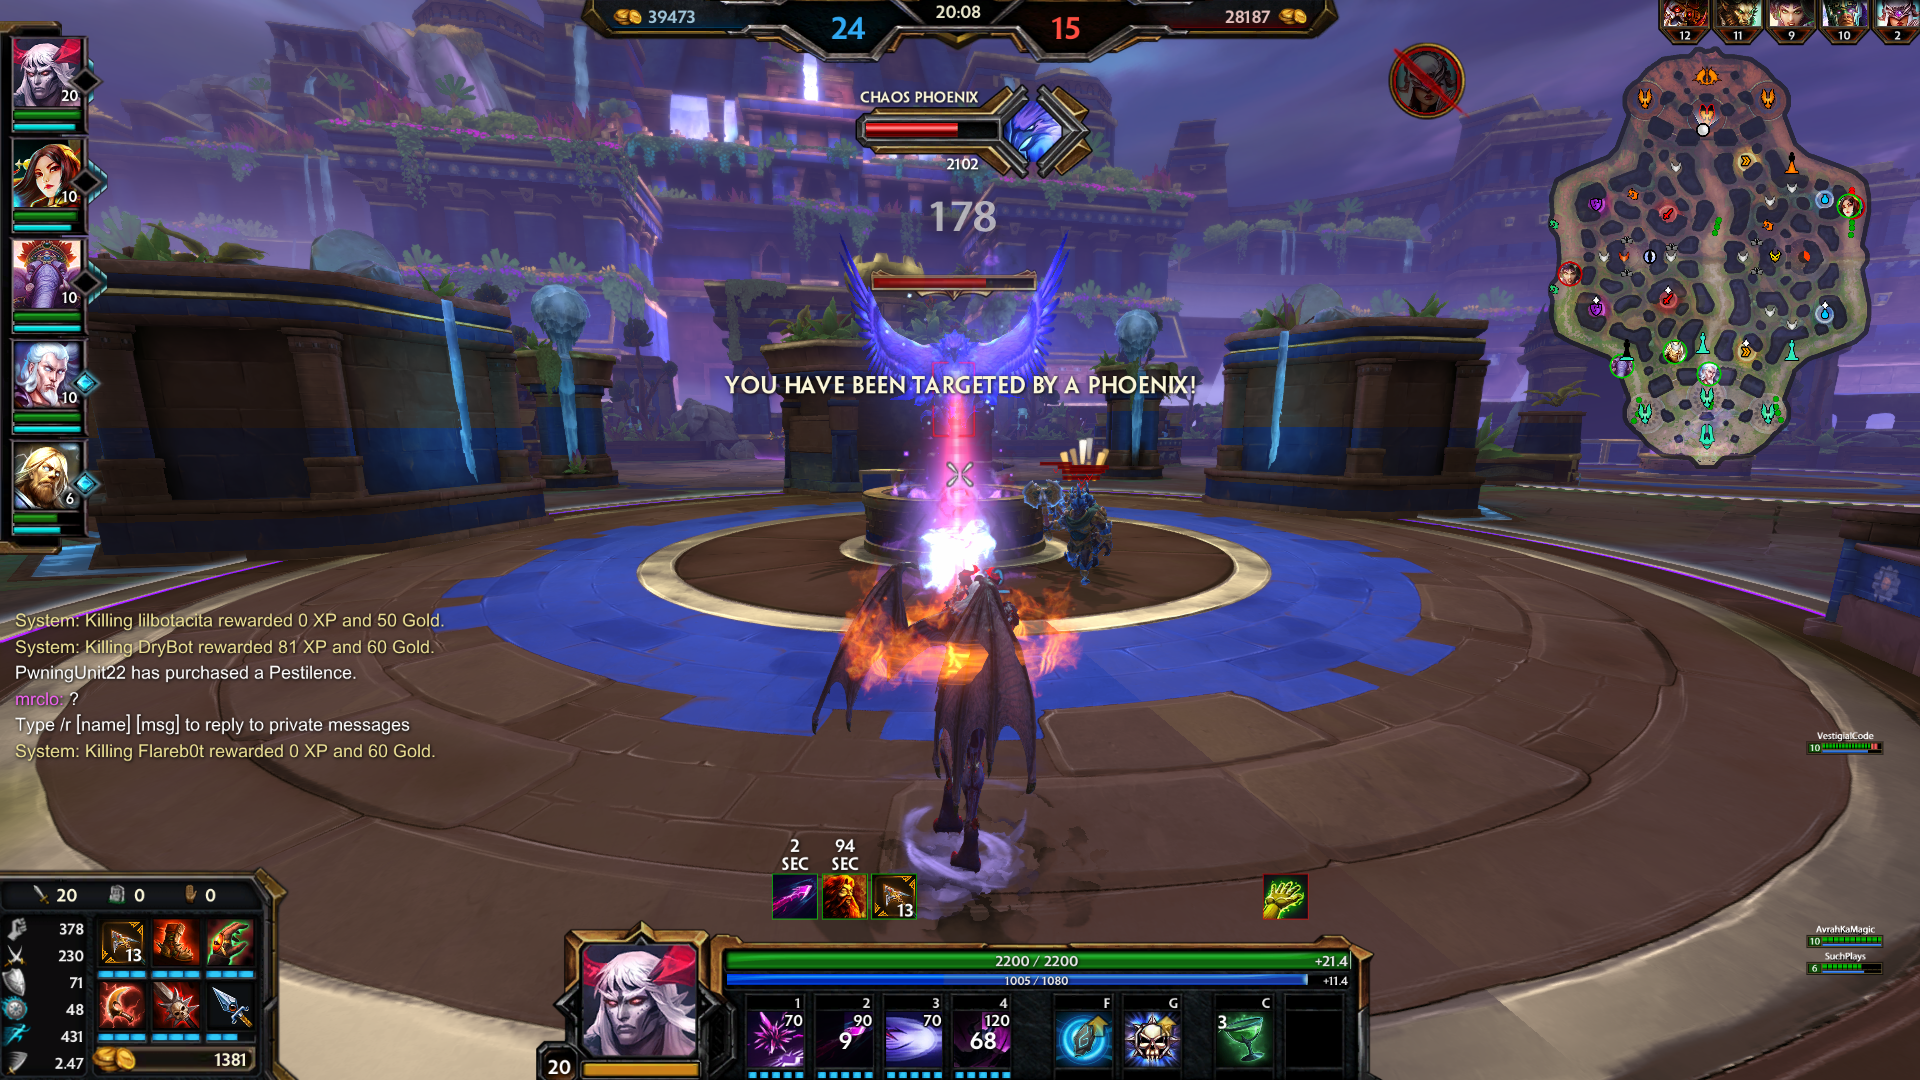 39473
24
20:08
15
28187
12
11
9
10
2
20
10
10
10
6
CHAOS PHOENIX
2102
178
YOU HAVE BEEN TARGETED BY A PHOENIX!
System: Killing lilbotacita rewarded 0 XP and 50 Gold.
System: Killing DryBot rewarded 81 XP and 60 Gold.
PwningUnit22 has purchased a Pestilence.
mrclo: ?
Type /r [name] [msg] to reply to private messages
System: Killing Flareb0t rewarded 0 XP and 60 Gold.
VestigialCode
10
AvrahKaMagic
10
SuchPlays
6
2
SEC
94
SEC
13
20
0
0
378
230
71
48
431
2.47
13
1381
20
2200 / 2200
+21.4
1005 / 1080
+11.4
1
70
2
90
9
3
70
4
120
68
F
G
C
3